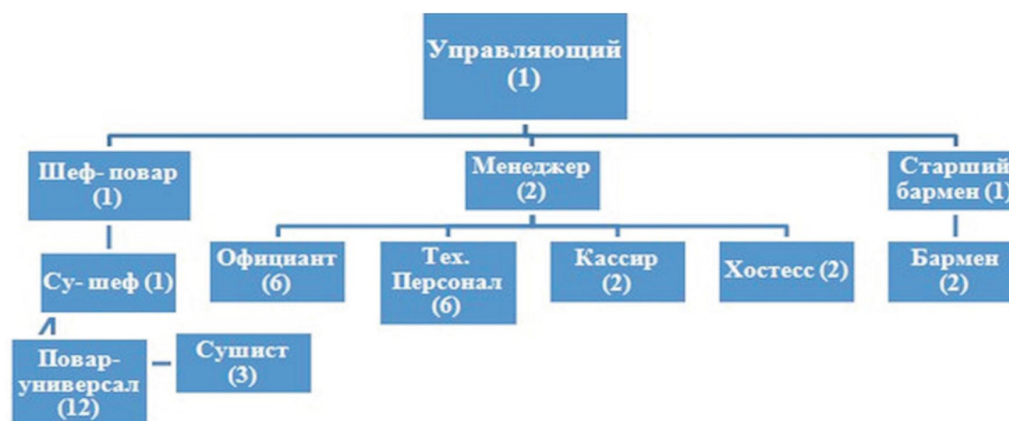 Управляющий
(1)
Шеф- повар
(1)
Менеджер
(2)
Старший
бармен (1)
Су- шеф (1)
Официант
(6)
Тех.
Персонал
(6)
Кассир
(2)
Хостесс (2)
Бармен
(2)
Повар-
универсал
(12)
Сушист
(3)